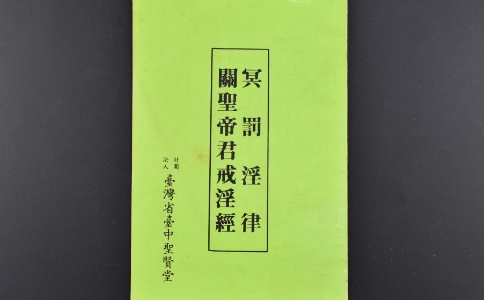 冥罰淫律
關聖帝君戒淫經
財團
法人
臺灣省臺中聖賢堂